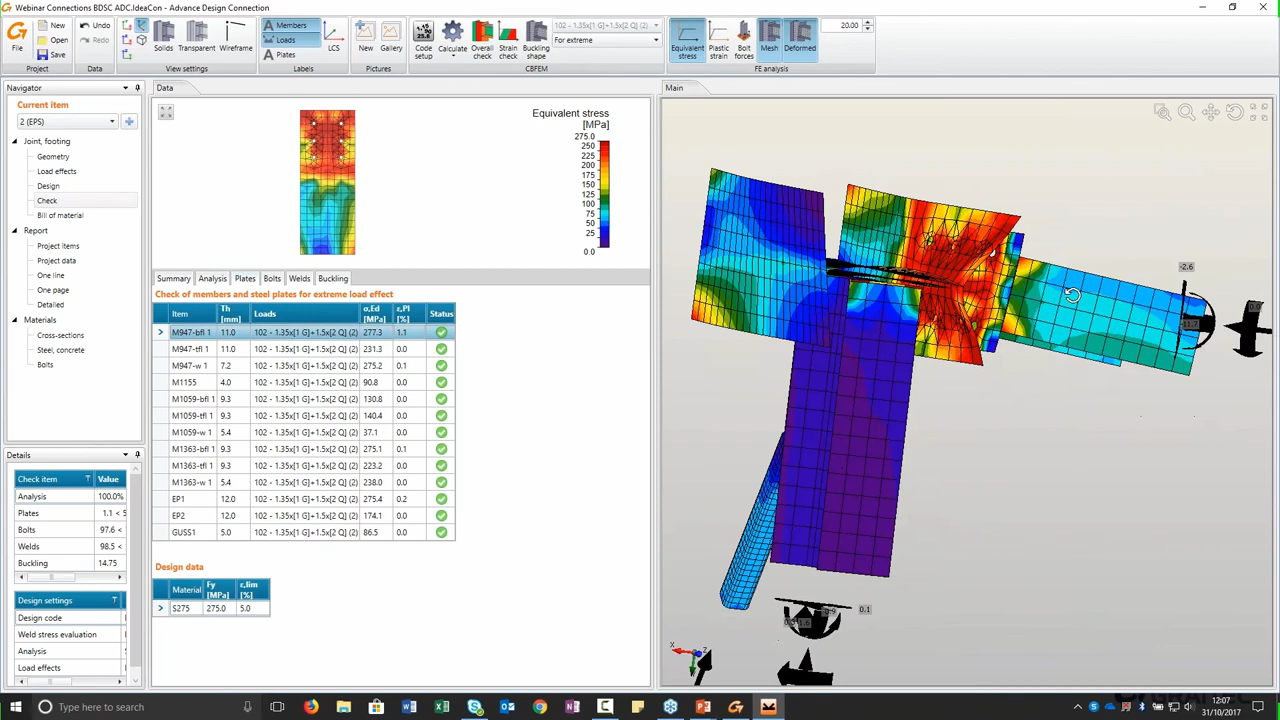 Webinar Connections BDSC ADC.IdeaCon - Advance Design Connection
File
New
Open
Save
Project
Undo
Redo
Data
Solids
Transparent
Wireframe
View settings
Members
Loads
Plates
LCS
Labels
New
Gallery
Pictures
Code setup
Calculate
Overall check
Strain check
Buckling shape
102 - 1.35x[1 G]+1.5x[2 Q] (2)
For extreme
CBFEM
Equivalent stress
Plastic strain
Bolt forces
Mesh
Deformed
20.00
FE analysis
Navigator
Current item
2 (EPS)
Joint, footing
Geometry
Load effects
Design
Check
Bill of material
Report
Project items
Project data
One line
One page
Detailed
Materials
Cross-sections
Steel, concrete
Bolts
Details
Check item Value
Analysis 100.0%
Plates 1.1 < 5
Bolts 97.6 <
Welds 98.5 <
Buckling 14.75
Design settings
Design code
Weld stress evaluation
Analysis
Load effects
Data
Equivalent stress
[MPa]
275.0
250
225
200
175
150
125
100
75
50
25
0.0
Summary Analysis Plates Bolts Welds Buckling
Check of members and steel plates for extreme load effect
Item Th [mm] Loads σ,Ed [MPa] ε,Pl [%] Status
M947-bfl 1 11.0 102 - 1.35x[1 G]+1.5x[2 Q] (2) 277.3 1.1
M947-tfl 1 11.0 102 - 1.35x[1 G]+1.5x[2 Q] (2) 231.3 0.0
M947-w 1 7.2 102 - 1.35x[1 G]+1.5x[2 Q] (2) 275.2 0.1
M1155 4.0 102 - 1.35x[1 G]+1.5x[2 Q] (2) 90.8 0.0
M1059-bfl 1 9.3 102 - 1.35x[1 G]+1.5x[2 Q] (2) 130.8 0.0
M1059-tfl 1 9.3 102 - 1.35x[1 G]+1.5x[2 Q] (2) 140.4 0.0
M1059-w 1 5.4 102 - 1.35x[1 G]+1.5x[2 Q] (2) 37.1 0.0
M1363-bfl 1 9.3 102 - 1.35x[1 G]+1.5x[2 Q] (2) 275.1 0.1
M1363-tfl 1 9.3 102 - 1.35x[1 G]+1.5x[2 Q] (2) 223.2 0.0
M1363-w 1 5.4 102 - 1.35x[1 G]+1.5x[2 Q] (2) 238.0 0.0
EP1 12.0 102 - 1.35x[1 G]+1.5x[2 Q] (2) 275.4 0.2
EP2 12.0 102 - 1.35x[1 G]+1.5x[2 Q] (2) 174.1 0.0
GUSS1 5.0 102 - 1.35x[1 G]+1.5x[2 Q] (2) 86.5 0.0
Design data
Material Fy [MPa] ε,lim [%]
S275 275.0 5.0
Main
-2.6
11.7
0.0
0.1
X
Z
Type here to search
12:07
31/10/2017